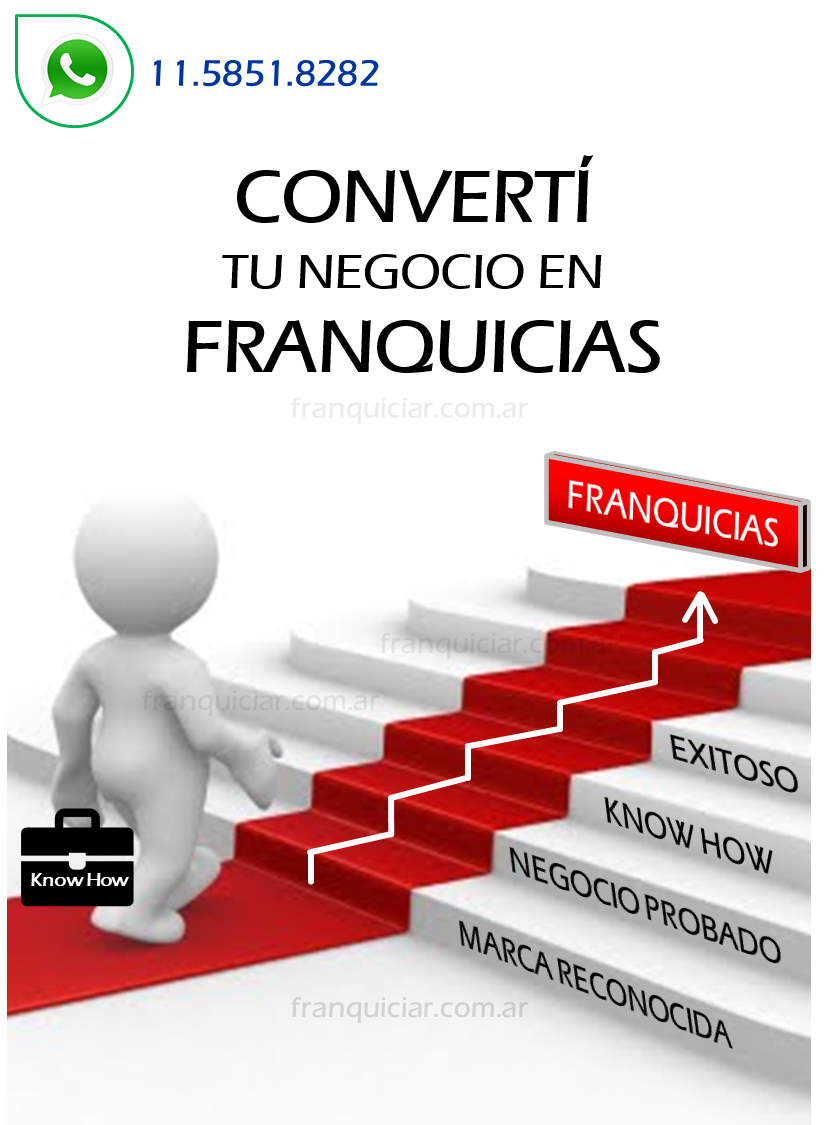 11.5851.8282
CONVERTÍ
TU NEGOCIO EN
FRANQUICIAS
franquiciar.com.ar
FRANQUICIAS
franquiciar.com.ar
franquiciar.com.ar
EXITOSO
KNOW HOW
NEGOCIO PROBADO
MARCA RECONOCIDA
Know How
franquiciar.com.ar